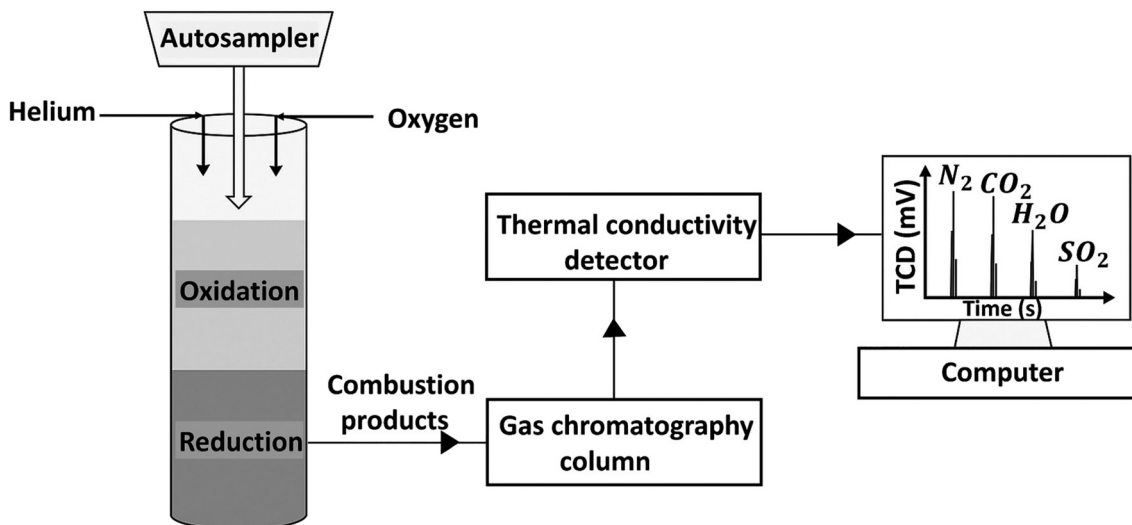 Autosampler
Helium
Oxygen
Oxidation
Reduction
Combustion
products
Gas chromatography
column
Thermal conductivity
detector
TCD (mV)
N₂
CO₂
H₂O
SO₂
Time (s)
Computer